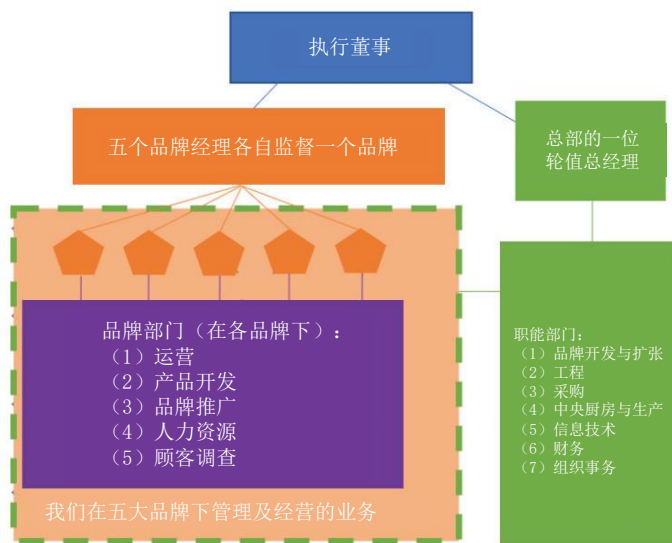 执行董事
五个品牌经理各自监督一个品牌
总部的一位
轮值总经理
品牌部门（在各品牌下）：
（1）运营
（2）产品开发
（3）品牌推广
（4）人力资源
（5）顾客调查
我们在五大品牌下管理及经营的业务
职能部门：
（1）品牌开发与扩张
（2）工程
（3）采购
（4）中央厨房与生产
（5）信息技术
（6）财务
（7）组织事务